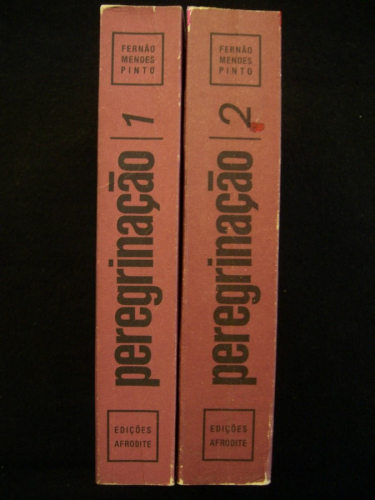 FERNÃO
MENDES
PINTO
peregrinação | 1
EDIÇÕES
AFRODITE
FERNÃO
MENDES
PINTO
peregrinação | 2
EDIÇÕES
AFRODITE